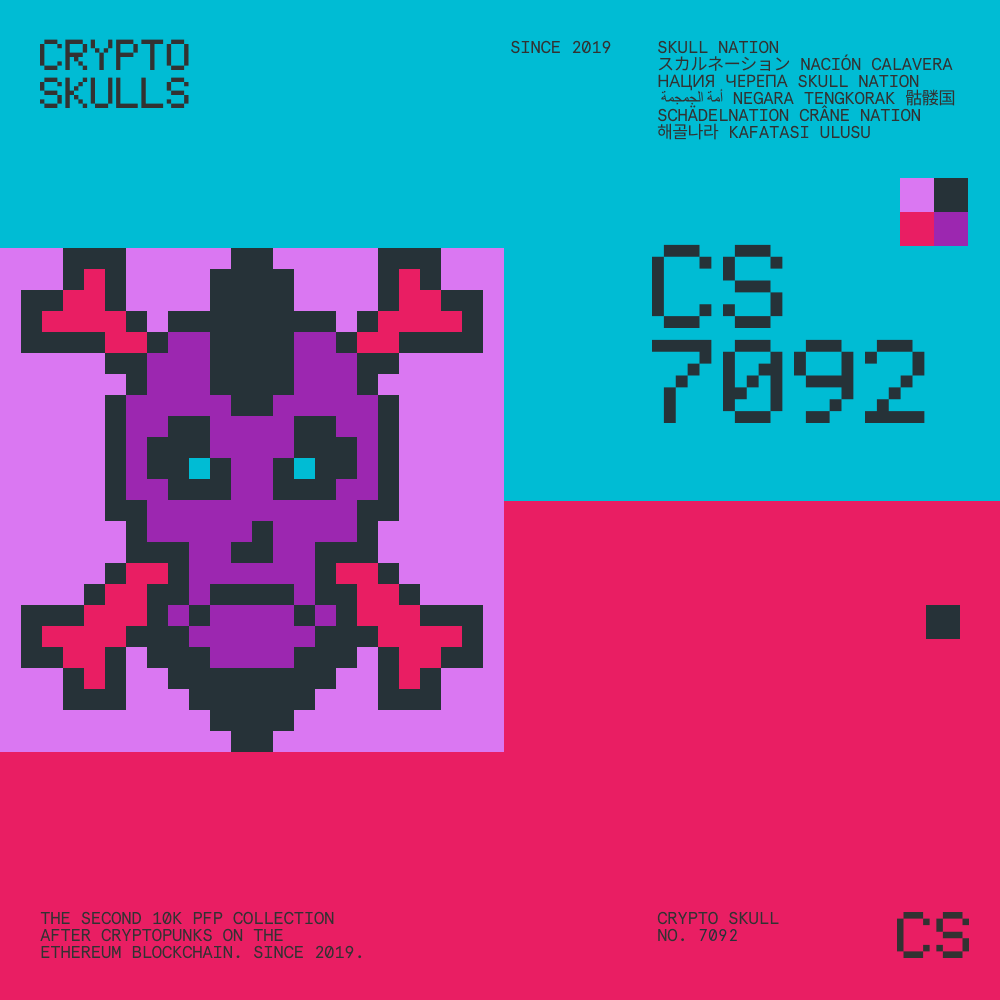 CRYPTO
SKULLS
SINCE 2019
SKULL NATION
スカルネーション NACIÓN CALAVERA
НАЦИЯ ЧЕРЕПА SKULL NATION
أمة الجمجمة NEGARA TENGKORAK 骷髅国
SCHÄDELNATION CRÂNE NATION
해골나라 KAFATASI ULUSU
CS
7092
THE SECOND 10K PFP COLLECTION
AFTER CRYPTOPUNKS ON THE
ETHEREUM BLOCKCHAIN. SINCE 2019.
CRYPTO SKULL
NO. 7092
CS